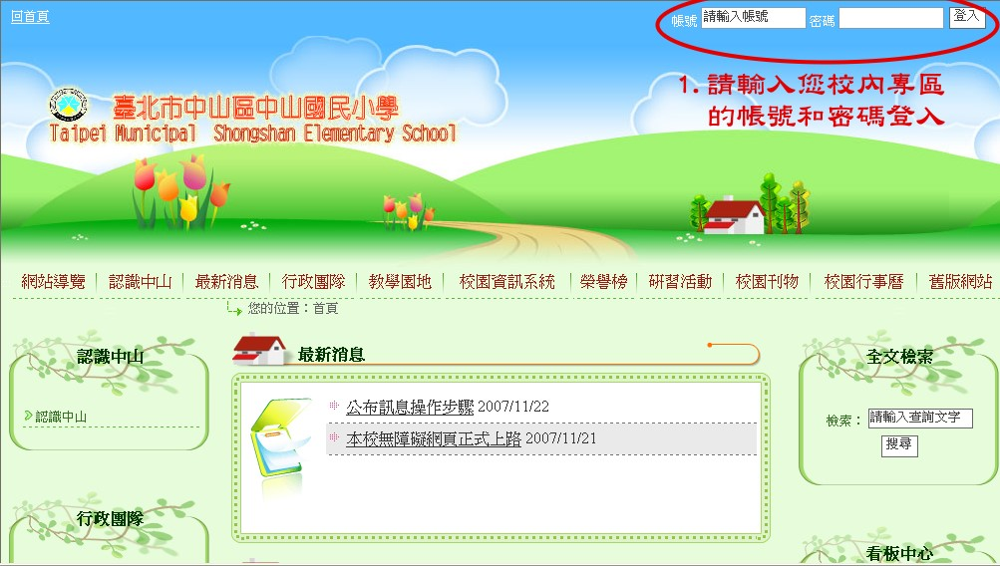 回首頁
帳號 請輸入帳號 密碼 登入
1. 請輸入您校內專區
的帳號和密碼登入
臺北市中山區中山國民小學
Taipei Municipal Shongshan Elementary School
網站導覽 認識中山 最新消息 行政團隊 教學園地 校園資訊系統 榮譽榜 研習活動 校園刊物 校園行事曆 舊版網站
您的位置：首頁
認識中山
認識中山
行政團隊
最新消息
公布訊息操作步驟 2007/11/22
本校無障礙網頁正式上路 2007/11/21
全文檢索
檢索： 請輸入查詢文字
搜尋
看板中心